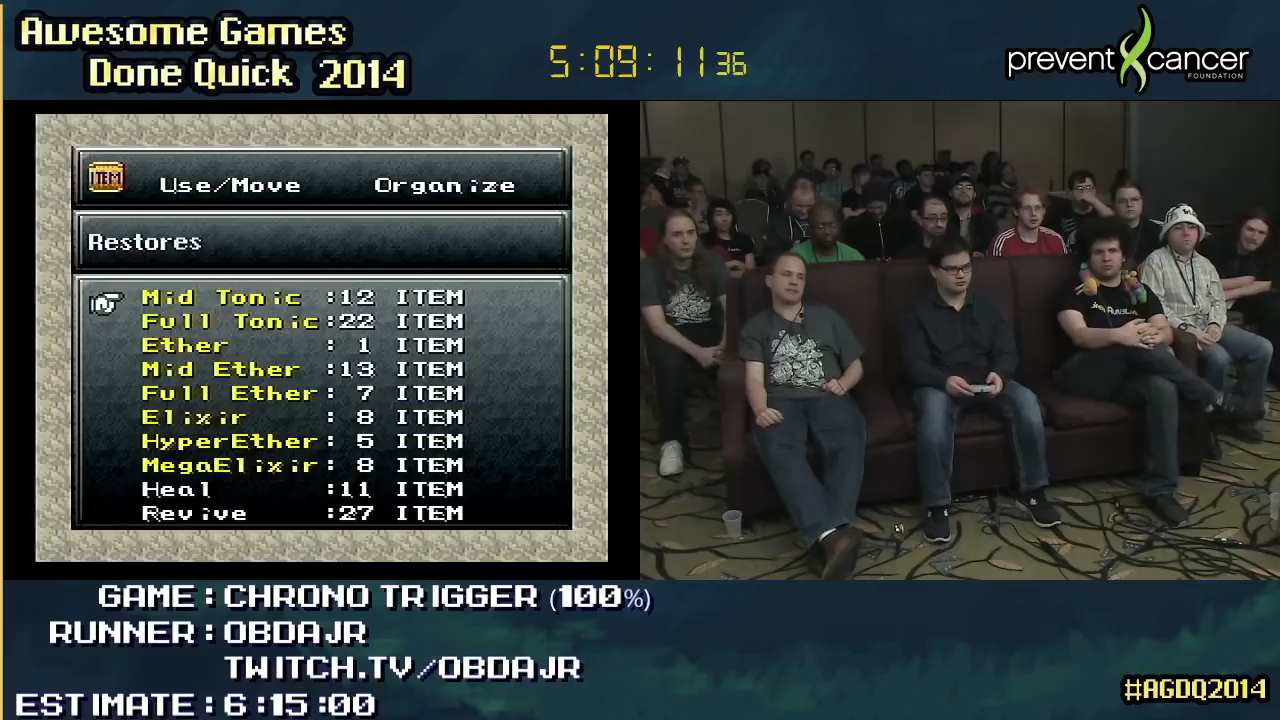 Awesome Games
Done Quick 2014
5:09:11 36
prevent cancer
FOUNDATION
ITEM Use/Move Organize
Restores
Mid Tonic :12 ITEM
Full Tonic:22 ITEM
Ether : 1 ITEM
Mid Ether :13 ITEM
Full Ether: 7 ITEM
Elixir : 8 ITEM
HyperEther: 5 ITEM
MegaElixir: 8 ITEM
Heal :11 ITEM
Revive :27 ITEM
GAME : CHRONO TRIGGER (100%)
RUNNER : OBDAJR
TWITCH.TV/OBDAJR
ESTIMATE : 6:15:00
#AGDQ2014